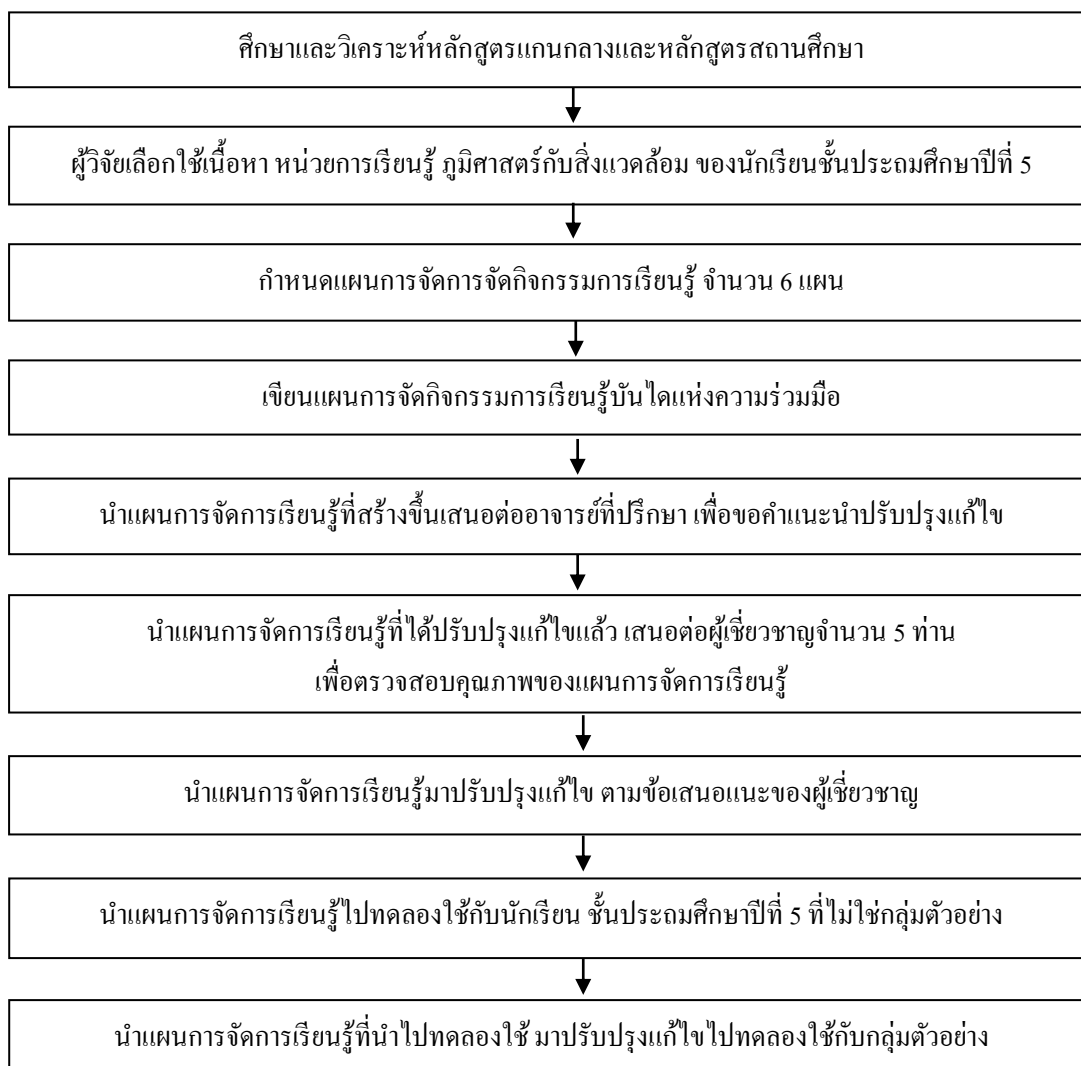 ศึกษาและวิเคราะห์หลักสูตรแกนกลางและหลักสูตรสถานศึกษา
ผู้วิจัยเลือกใช้เนื้อหา หน่วยการเรียนรู้ ภูมิศาสตร์กับสิ่งแวดล้อม ของนักเรียนชั้นประถมศึกษาปีที่ 5
กำหนดแผนการจัดการจัดกิจกรรมการเรียนรู้ จำนวน 6 แผน
เขียนแผนการจัดกิจกรรมการเรียนรู้บันไดแห่งความร่วมมือ
นำแผนการจัดการเรียนรู้ที่สร้างขึ้นเสนอต่ออาจารย์ที่ปรึกษา เพื่อขอคำแนะนำปรับปรุงแก้ไข
นำแผนการจัดการเรียนรู้ที่ได้ปรับปรุงแก้ไขแล้ว เสนอต่อผู้เชี่ยวชาญจำนวน 5 ท่าน
เพื่อตรวจสอบคุณภาพของแผนการจัดการเรียนรู้
นำแผนการจัดการเรียนรู้มาปรับปรุงแก้ไข ตามข้อเสนอแนะของผู้เชี่ยวชาญ
นำแผนการจัดการเรียนรู้ไปทดลองใช้กับนักเรียน ชั้นประถมศึกษาปีที่ 5 ที่ไม่ใช่กลุ่มตัวอย่าง
นำแผนการจัดการเรียนรู้ที่นำไปทดลองใช้ มาปรับปรุงแก้ไขไปทดลองใช้กับกลุ่มตัวอย่าง